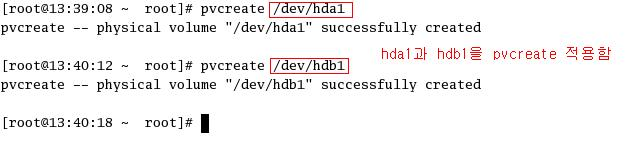 [root@13:39:08 ~  root]# pvcreate /dev/hda1
pvcreate -- physical volume "/dev/hda1" successfully created
hda1과 hdb1을 pvcreate 적용함
[root@13:40:12 ~  root]# pvcreate /dev/hdb1
pvcreate -- physical volume "/dev/hdb1" successfully created
[root@13:40:18 ~  root]#